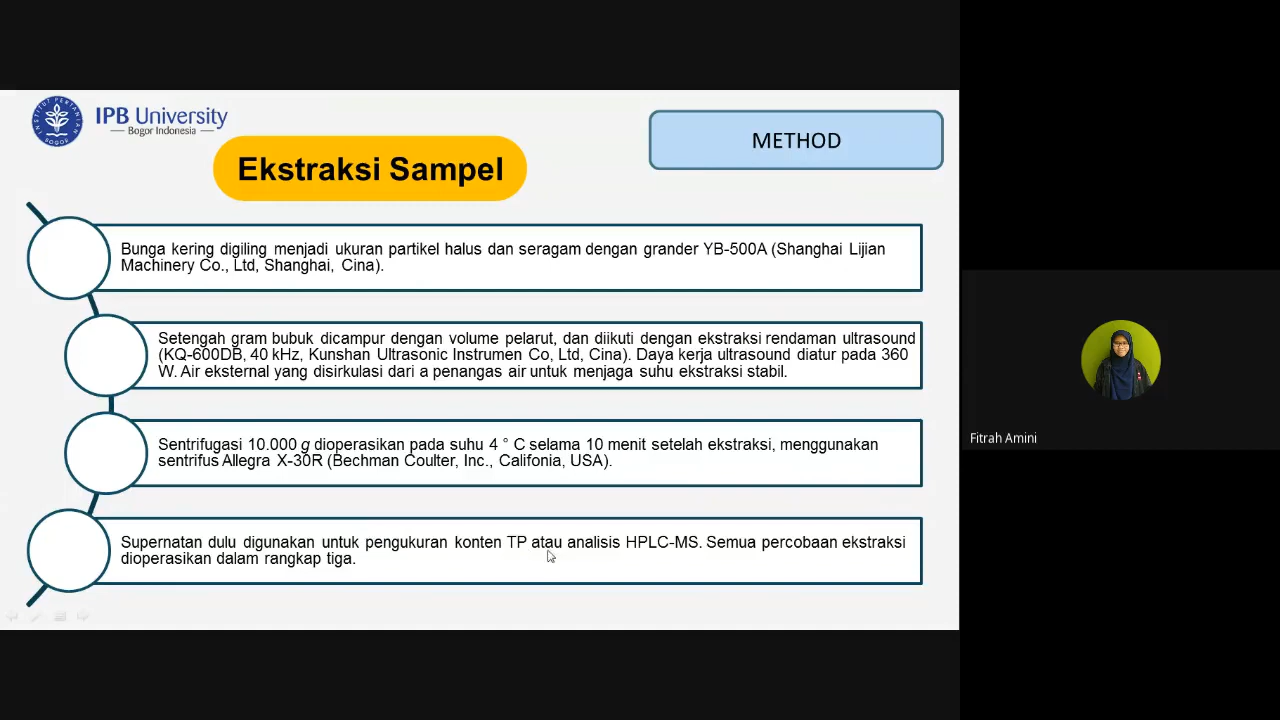 IPB University
Bogor Indonesia
INSTITUT PERTANIAN BOGOR
METHOD
Ekstraksi Sampel
Bunga kering digiling menjadi ukuran partikel halus dan seragam dengan grander YB-500A (Shanghai Lijian
Machinery Co., Ltd, Shanghai, Cina).
Setengah gram bubuk dicampur dengan volume pelarut, dan diikuti dengan ekstraksi rendaman ultrasound
(KQ-600DB, 40 kHz, Kunshan Ultrasonic Instrumen Co, Ltd, Cina). Daya kerja ultrasound diatur pada 360
W. Air eksternal yang disirkulasi dari a penangas air untuk menjaga suhu ekstraksi stabil.
Sentrifugasi 10.000 g dioperasikan pada suhu 4 ° C selama 10 menit setelah ekstraksi, menggunakan
sentrifus Allegra X-30R (Bechman Coulter, Inc., Califonia, USA).
Supernatan dulu digunakan untuk pengukuran konten TP atau analisis HPLC-MS. Semua percobaan ekstraksi
dioperasikan dalam rangkap tiga.
Fitrah Amini